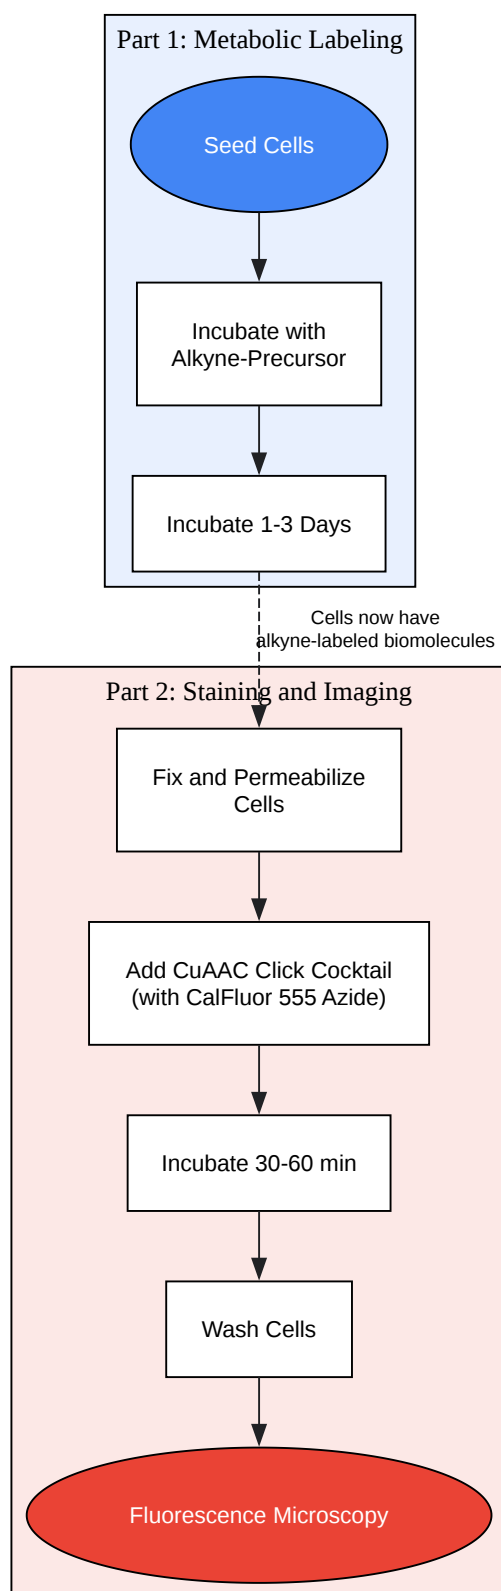 Part 1: Metabolic Labeling
Seed Cells
Incubate with
Alkyne-Precursor
Incubate 1-3 Days
Cells now have
alkyne-labeled biomolecules
Part 2: Staining and Imaging
Fix and Permeabilize
Cells
Add CuAAC Click Cocktail
(with CalFluor 555 Azide)
Incubate 30-60 min
Wash Cells
Fluorescence Microscopy